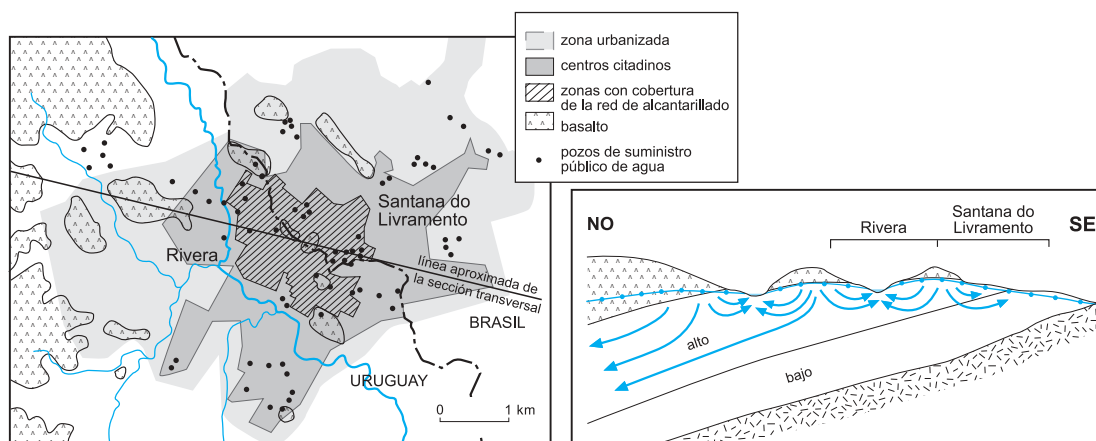 zona urbanizada
centros citadinos
zonas con cobertura
de la red de alcantarillado
basalto
pozos de suministro
público de agua
Santana do
Livramento
Rivera
línea aproximada de
la sección transversal
BRASIL
URUGUAY
0 1 km
NO
Rivera
Santana do
Livramento
SE
alto
bajo